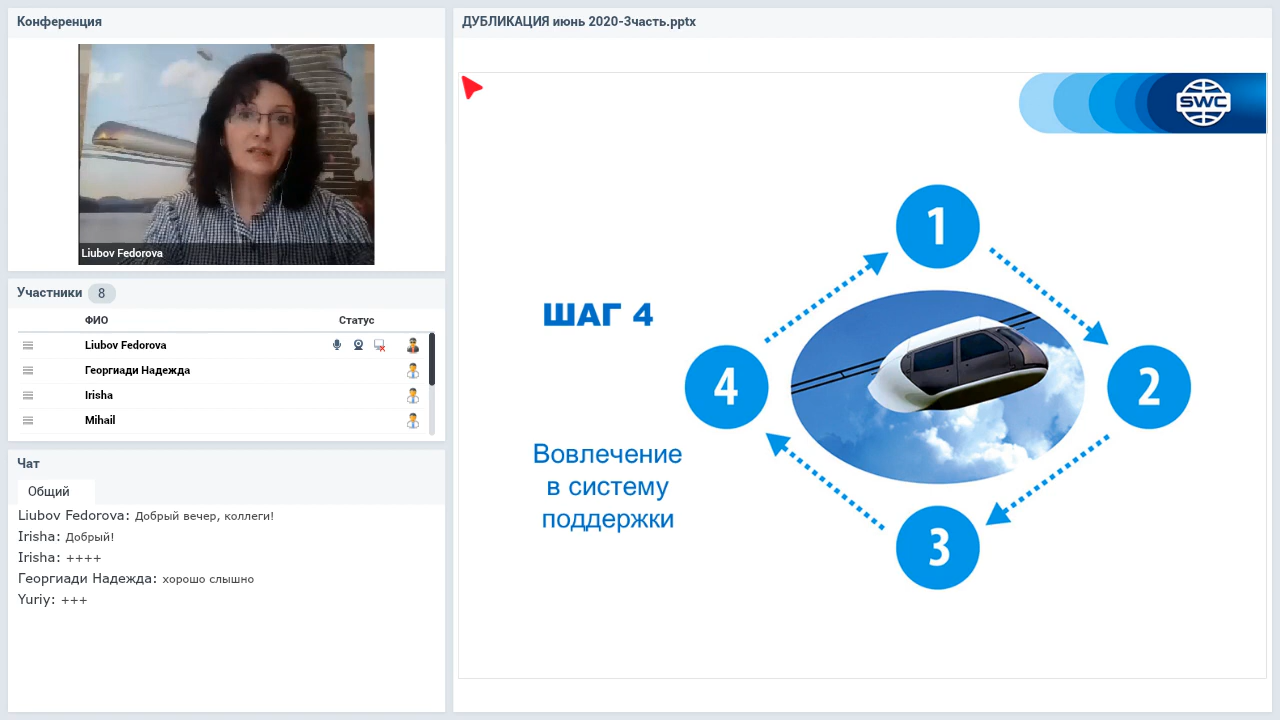 Конференция
Liubov Fedorova
Участники 8
ФИО Статус
Liubov Fedorova
Георгиади Надежда
Irisha
Mihail
Чат
Общий
Liubov Fedorova: Добрый вечер, коллеги!
Irisha: Добрый!
Irisha: ++++
Георгиади Надежда: хорошо слышно
Yuriy: +++
ДУБЛИКАЦИЯ июнь 2020-3часть.pptx
SWC
1
ШАГ 4
4
2
Вовлечение
в систему
поддержки
3